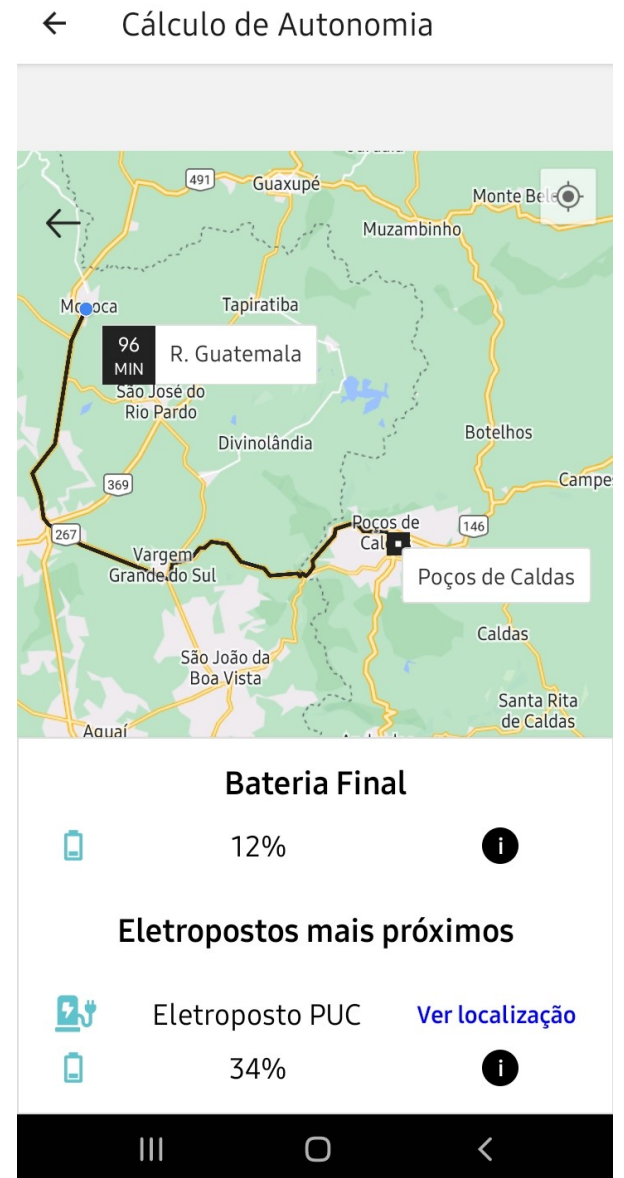 Cálculo de Autonomia
491
Guaxupé
Monte Bele
Muzambinho
Mococa
Tapiratiba
96
MIN
R. Guatemala
São José do
Rio Pardo
Divinolândia
Botelhos
369
Campe
267
Poços de
Cal
146
Vargem
Grande do Sul
Poços de Caldas
Caldas
São João da
Boa Vista
Santa Rita
de Caldas
Aguaí
Bateria Final
12%
i
Eletropostos mais próximos
Eletroposto PUC
Ver localização
34%
i